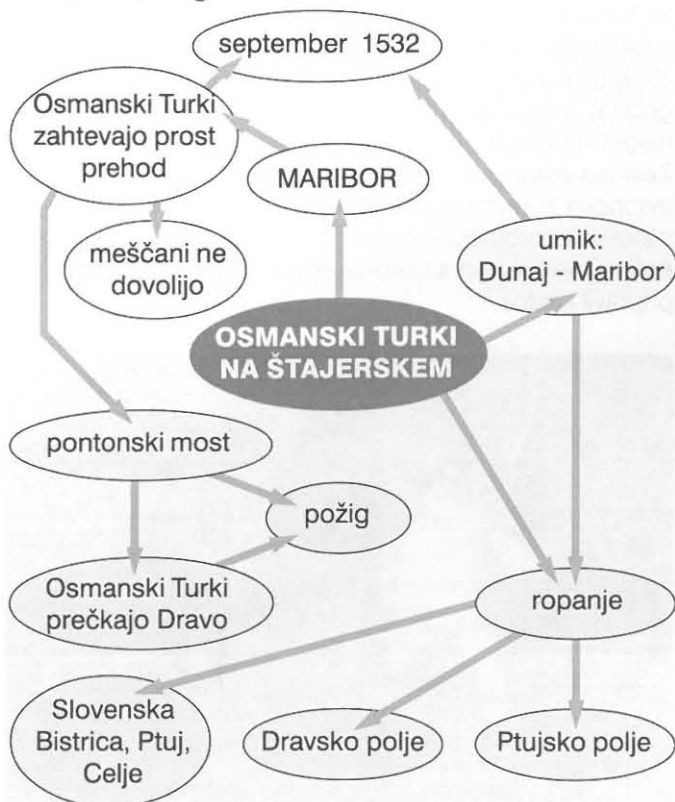 september 1532
Osmanski Turki
zahtevajo prost
prehod
MARIBOR
meščani ne
dovolijo
umik:
Dunaj - Maribor
OSMANSKI TURKI
NA ŠTAJERSKEM
pontonski most
požig
Osmanski Turki
prečkajo Dravo
ropanje
Slovenska
Bistrica, Ptuj,
Celje
Dravsko polje
Ptujsko polje